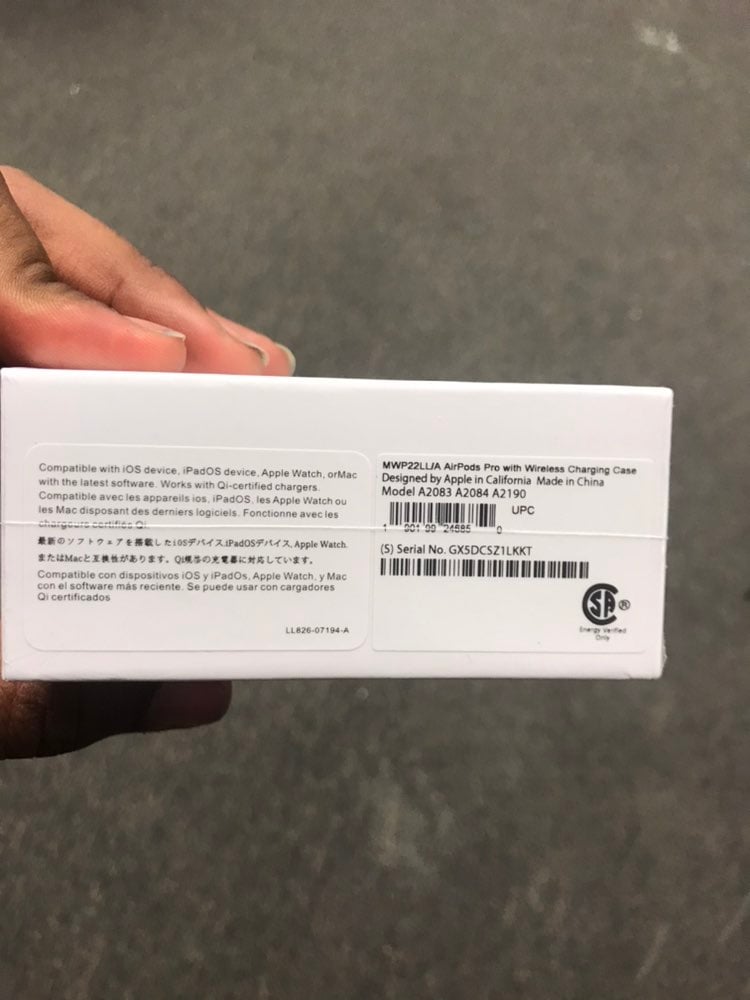 Compatible with iOS device, iPadOS device, Apple Watch, orMac
with the latest software. Works with Qi-certified chargers.
Compatible avec les appareils ios, iPadOS, les Apple Watch ou
les Mac disposant des derniers logiciels. Fonctionne avec les
chargeurs certifiés Qi.
最新のソフトウェアを搭載したiOSデバイス,iPadOSデバイス, Apple Watch.
またはMacと互換性があります。Qi規格の充電器に対応しています。
Compatible con dispositivos iOS y iPadOs, Apple Watch, y Mac
con el software más reciente. Se puede usar con cargadores
Qi certificados
LL626-07194-A
MWP22LL/A AirPods Pro with Wireless Charging Case
Designed by Apple in California Made in China
Model A2083 A2084 A2190
UPC
1 901 99 24685 0
(S) Serial No. GX5DCSZ1LKKT
SA ®
Energy Verified
Only